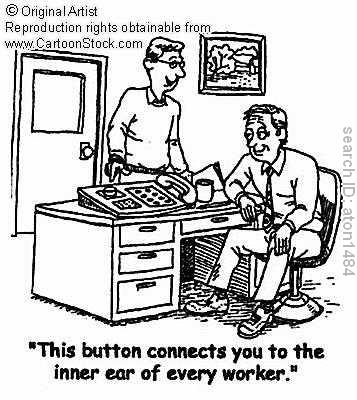 © Original Artist
Reproduction rights obtainable from
www.CartoonStock.com
search ID: aton1484
"This button connects you to the
inner ear of every worker."